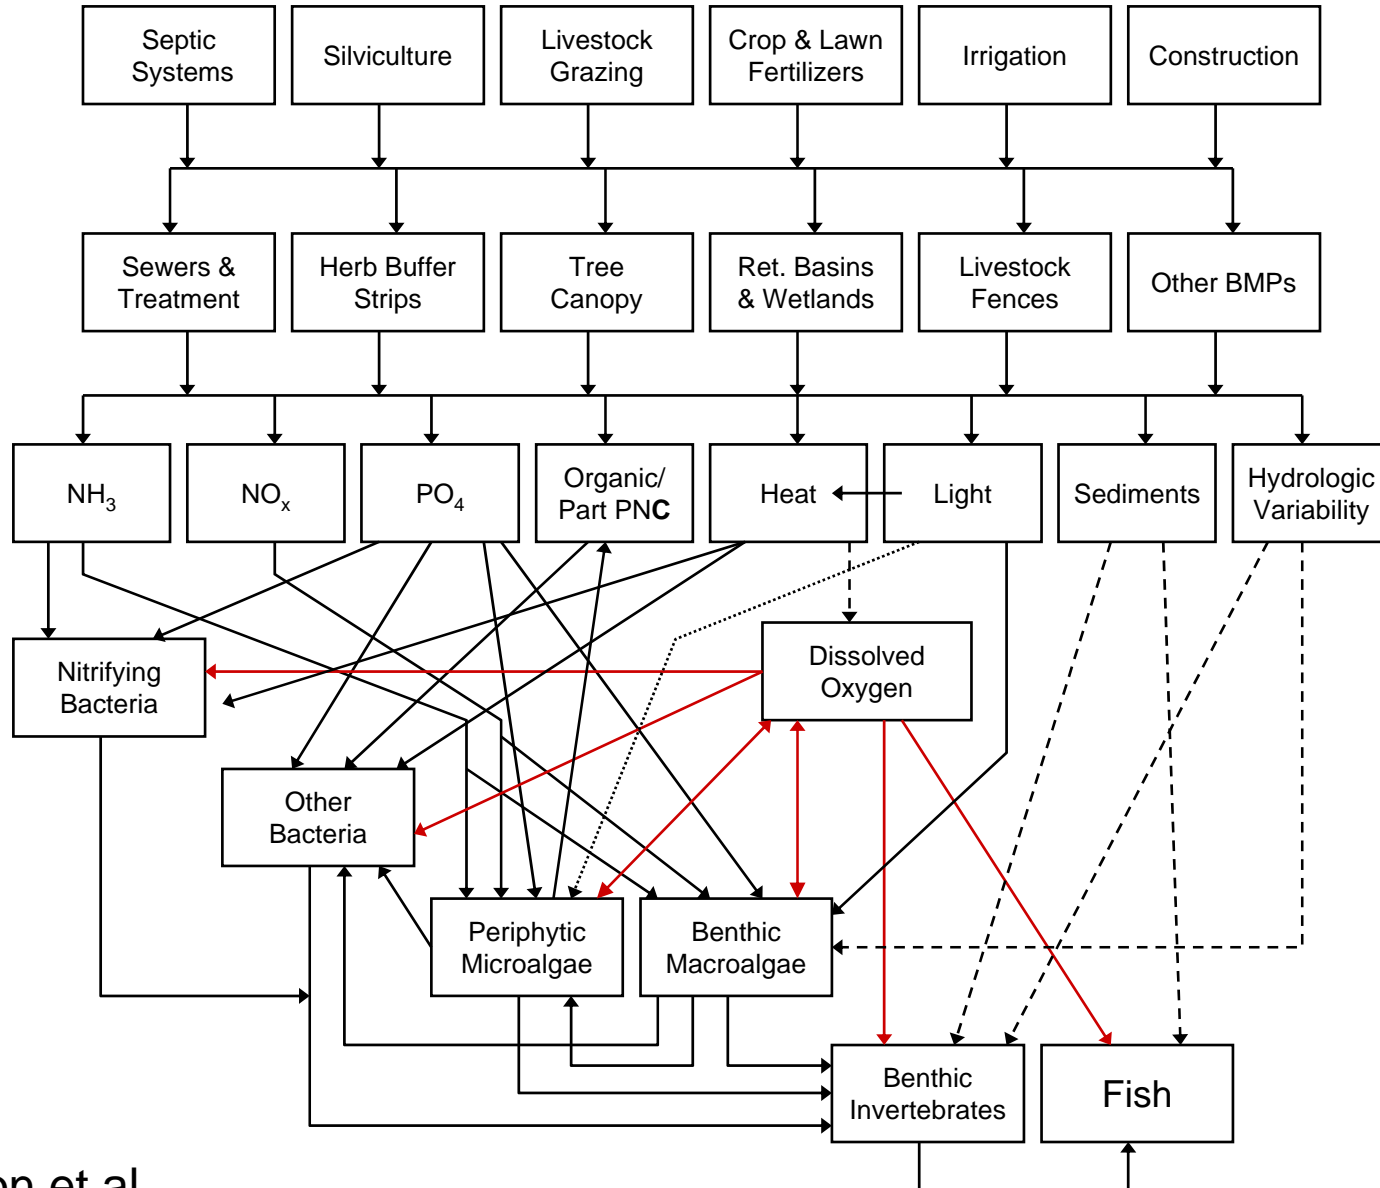 Septic
Systems
Silviculture
Livestock
Grazing
Crop & Lawn
Fertilizers
Irrigation
Construction
Sewers &
Treatment
Herb Buffer
Strips
Tree
Canopy
Ret. Basins
& Wetlands
Livestock
Fences
Other BMPs
NH3
NOx
PO4
Organic/
Part PNC
Heat
Light
Sediments
Hydrologic
Variability
Nitrifying
Bacteria
Dissolved
Oxygen
Other
Bacteria
Periphytic
Microalgae
Benthic
Macroalgae
Benthic
Invertebrates
Fish
et al